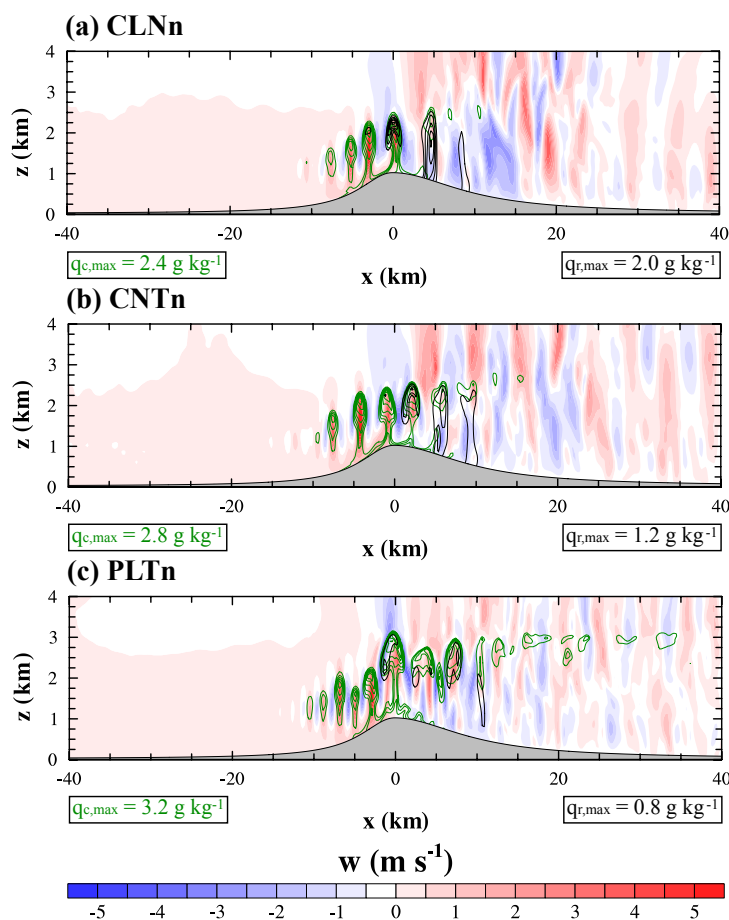 (a) CLNn
z (km)
4
3
2
1
0
-40 -20 0 20 40
qc,max = 2.4 g kg-1
x (km)
qr,max = 2.0 g kg-1
(b) CNTn
z (km)
4
3
2
1
0
-40 -20 0 20 40
qc,max = 2.8 g kg-1
x (km)
qr,max = 1.2 g kg-1
(c) PLTn
z (km)
4
3
2
1
0
-40 -20 0 20 40
qc,max = 3.2 g kg-1
x (km)
qr,max = 0.8 g kg-1
w (m s-1)
-5 -4 -3 -2 -1 0 1 2 3 4 5